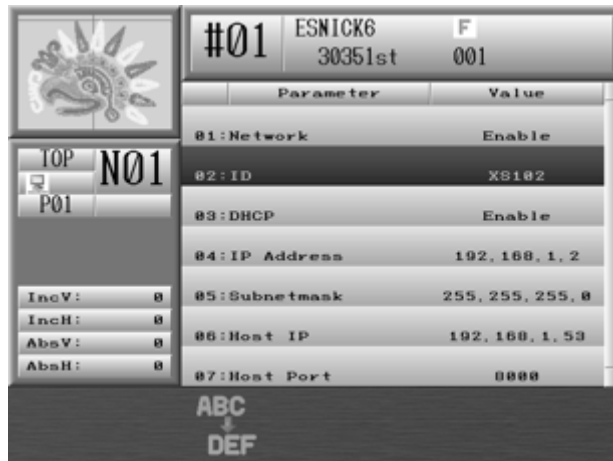 #01 ESNICK6 F
30351st 001
Parameter Value
01:Network Enable
02:ID XS102
03:DHCP Enable
04:IP Address 192,168,1,2
05:Subnetmask 255,255,255,0
06:Host IP 192,168,1,53
07:Host Port 8000
TOP N01
P01
IncV: 0
IncH: 0
AbsV: 0
AbsH: 0
ABC
DEF